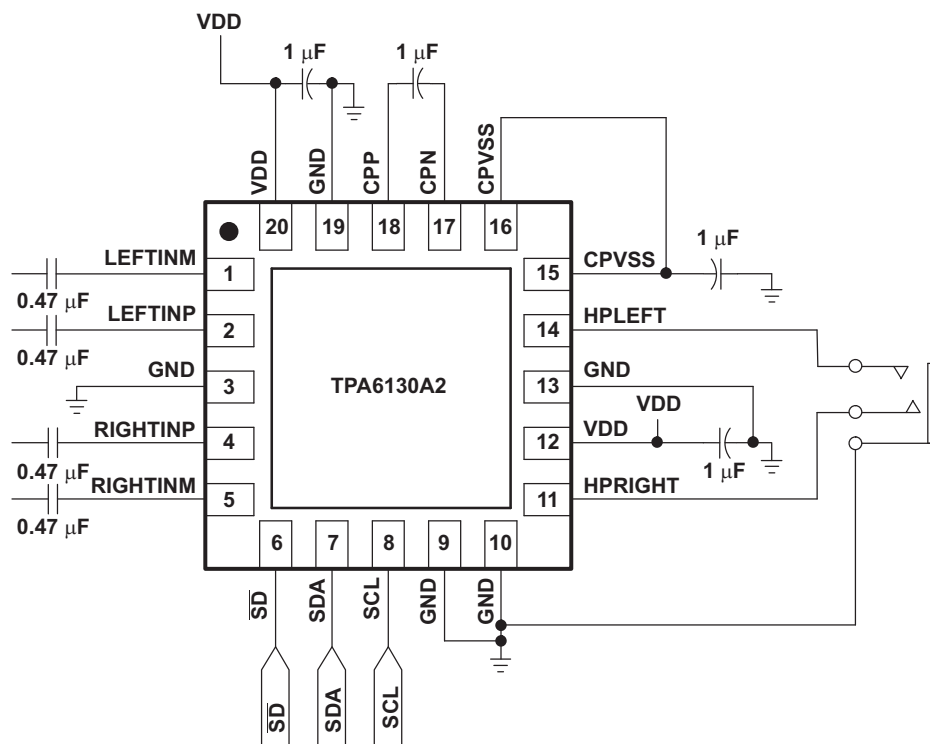 VDD
1 μF
1 μF
VDD
GND
CPP
CPN
CPVSS
20
19
18
17
16
LEFTINM
1
0.47 μF
LEFTINP
2
0.47 μF
GND
3
RIGHTINP
4
0.47 μF
RIGHTINM
5
0.47 μF
TPA6130A2
15
CPVSS
1 μF
14
HPLEFT
13
GND
VDD
12
VDD
1 μF
11
HPRIGHT
6
7
8
9
10
SD
SDA
SCL
GND
GND
SD
SDA
SCL